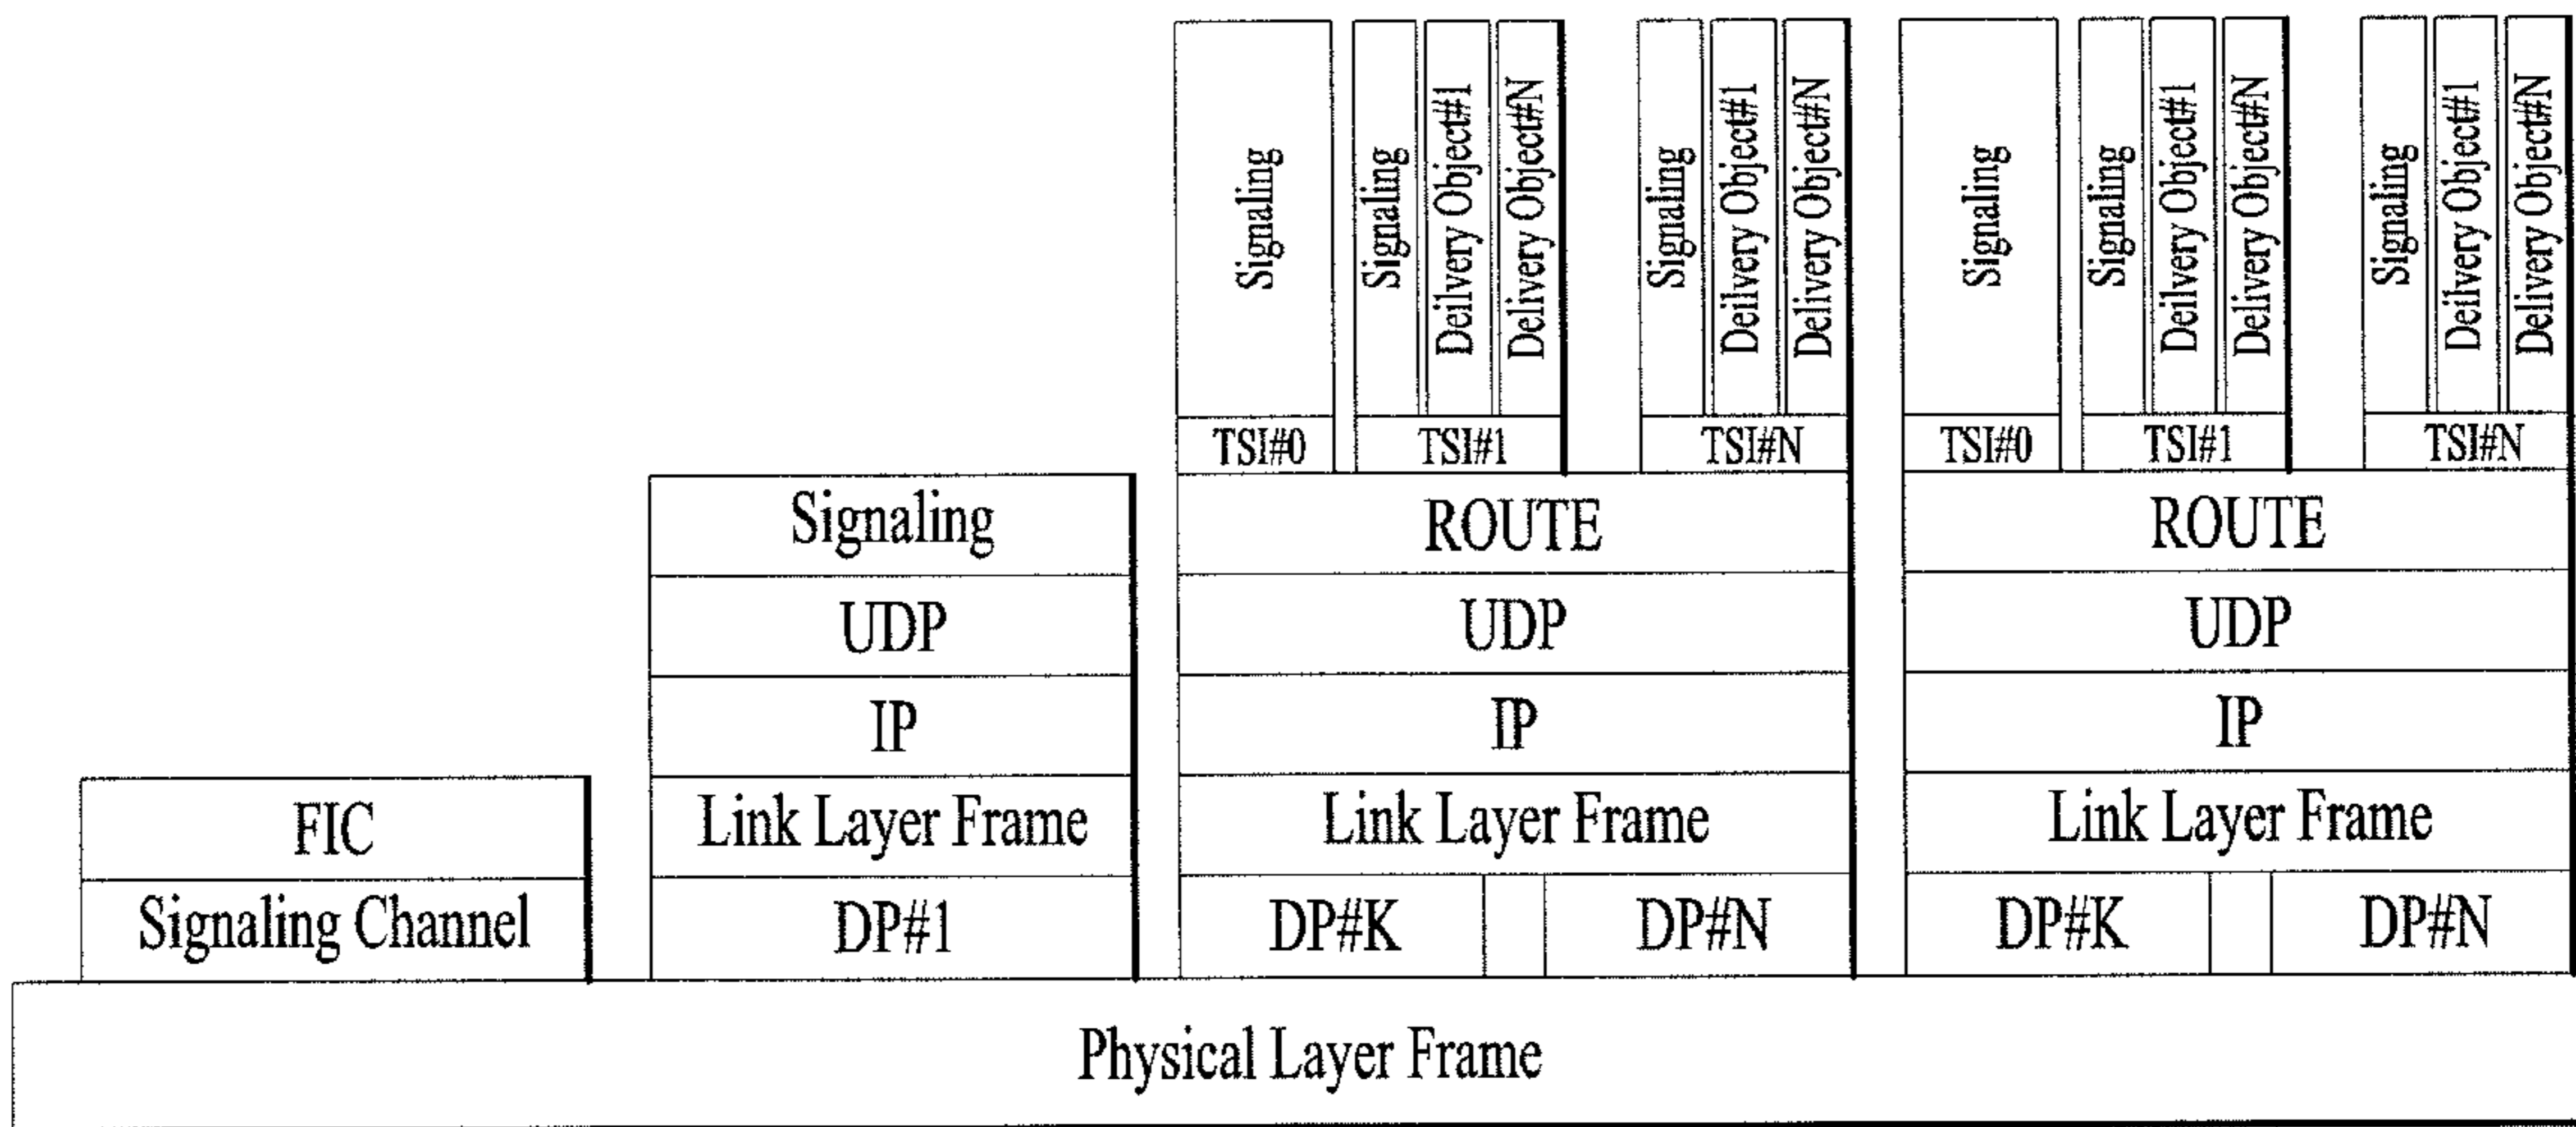 Signaling
Signaling
Deilvery Object#1
Delivery Object#N
Signaling
Deilvery Object#1
Delivery Object#N
Signaling
Signaling
Deilvery Object#1
Delivery Object#N
Signaling
Deilvery Object#1
Delivery Object#N
TSI#0
TSI#1
TSI#N
TSI#0
TSI#1
TSI#N
Signaling
ROUTE
ROUTE
UDP
UDP
UDP
IP
IP
IP
FIC
Link Layer Frame
Link Layer Frame
Link Layer Frame
Signaling Channel
DP#1
DP#K
DP#N
DP#K
DP#N
Physical Layer Frame